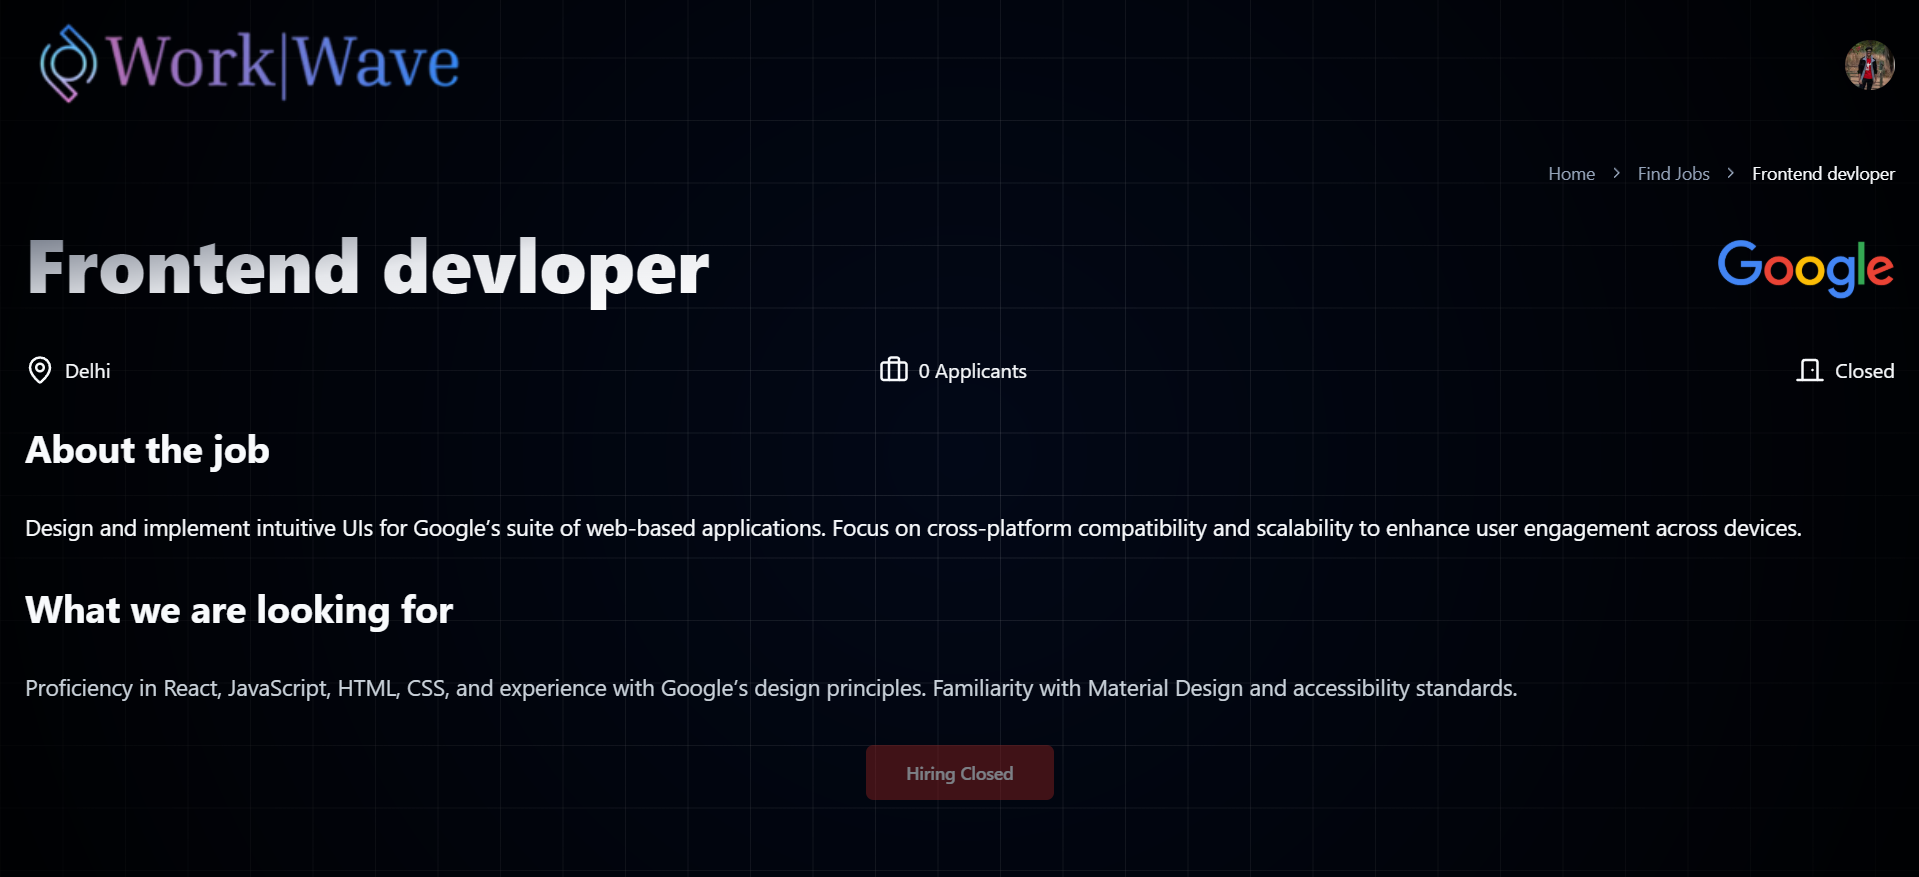 Work|Wave
Home > Find Jobs > Frontend devloper
Frontend devloper
Google
Delhi
0 Applicants
Closed
About the job
Design and implement intuitive UIs for Google’s suite of web-based applications. Focus on cross-platform compatibility and scalability to enhance user engagement across devices.
What we are looking for
Proficiency in React, JavaScript, HTML, CSS, and experience with Google’s design principles. Familiarity with Material Design and accessibility standards.
Hiring Closed